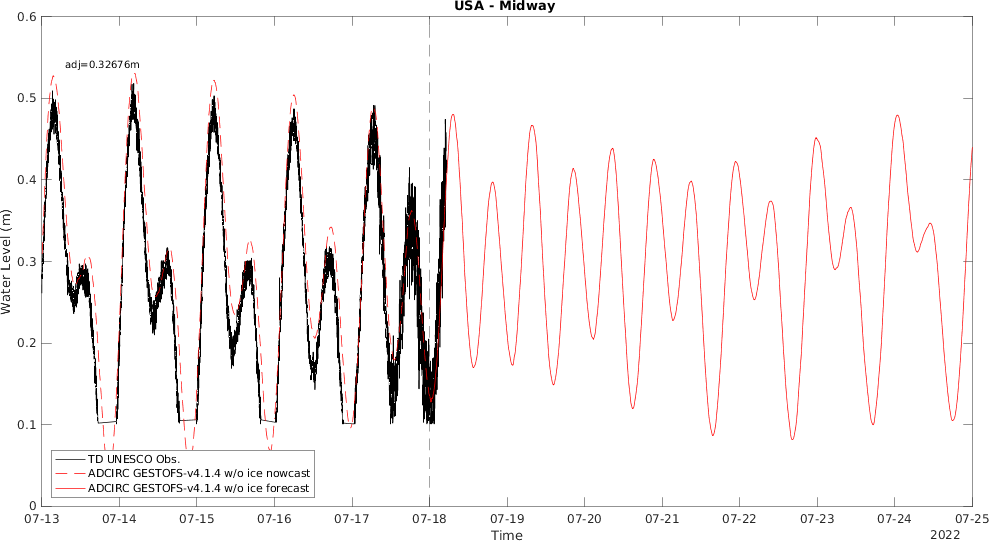 USA - Midway
adj=0.32676m
Water Level (m)
0.6
0.5
0.4
0.3
0.2
0.1
0
TD UNESCO Obs.
ADCIRC GESTOFS-v4.1.4 w/o ice nowcast
ADCIRC GESTOFS-v4.1.4 w/o ice forecast
07-13 07-14 07-15 07-16 07-17 07-18 07-19 07-20 07-21 07-22 07-23 07-24 07-25
Time
2022